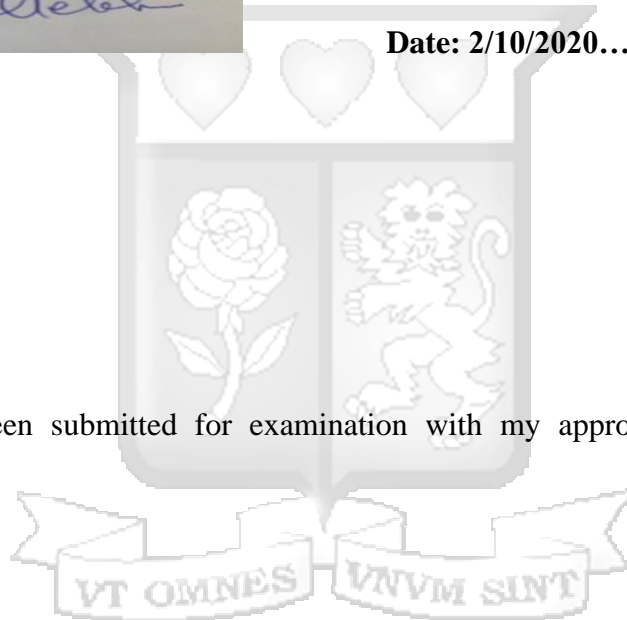 Date: 2/10/2020…
een submitted for examination with my appro
VT OMNES VNVM SINT